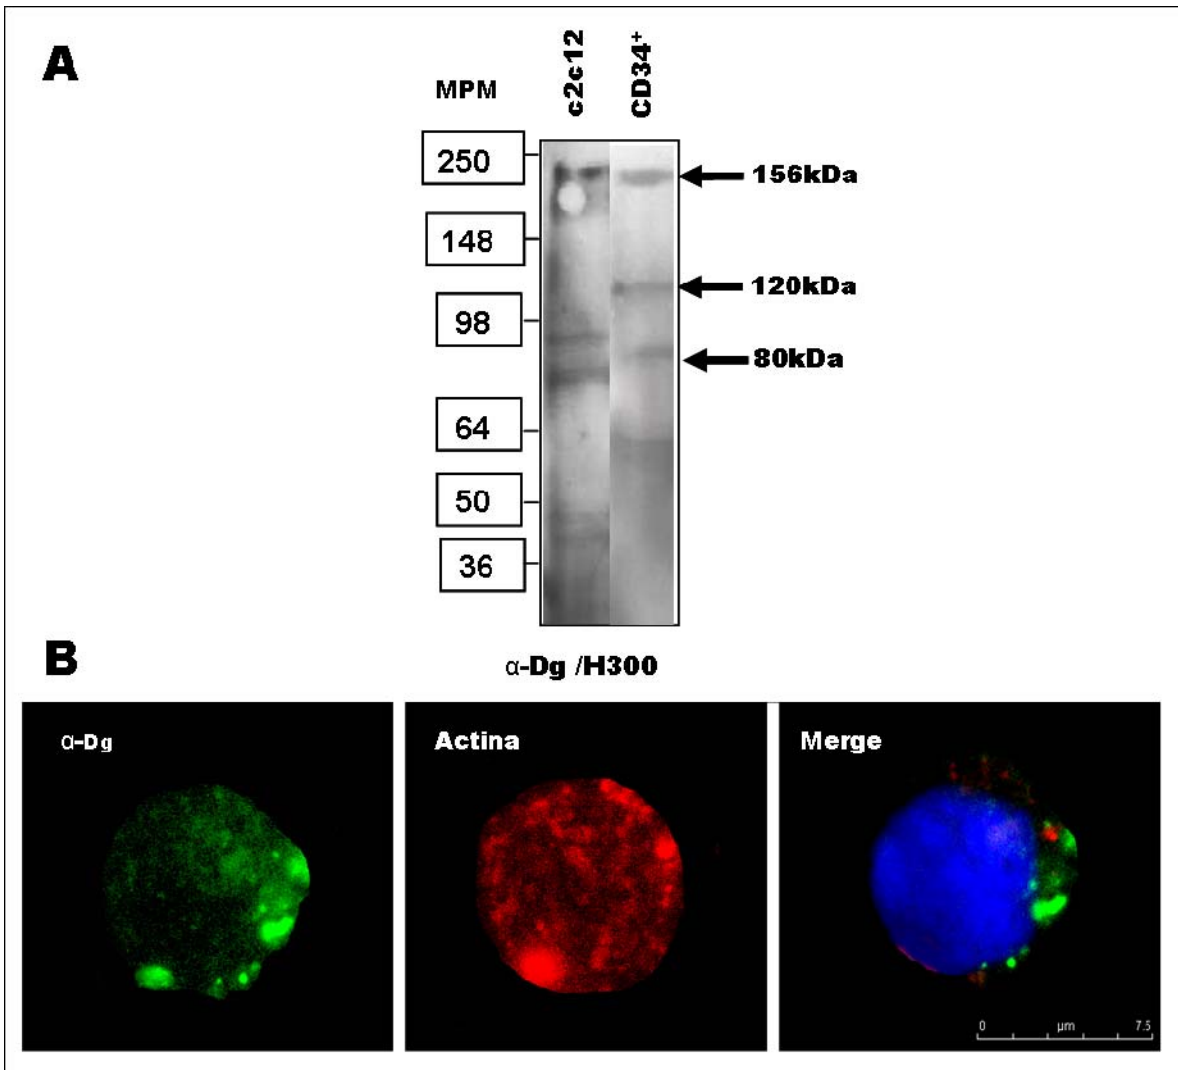 A
MPM
c2c12
CD34⁺
250
148
98
64
50
36
156kDa
120kDa
80kDa
B
α-Dg /H300
α-Dg
Actina
Merge
0 µm 7.5